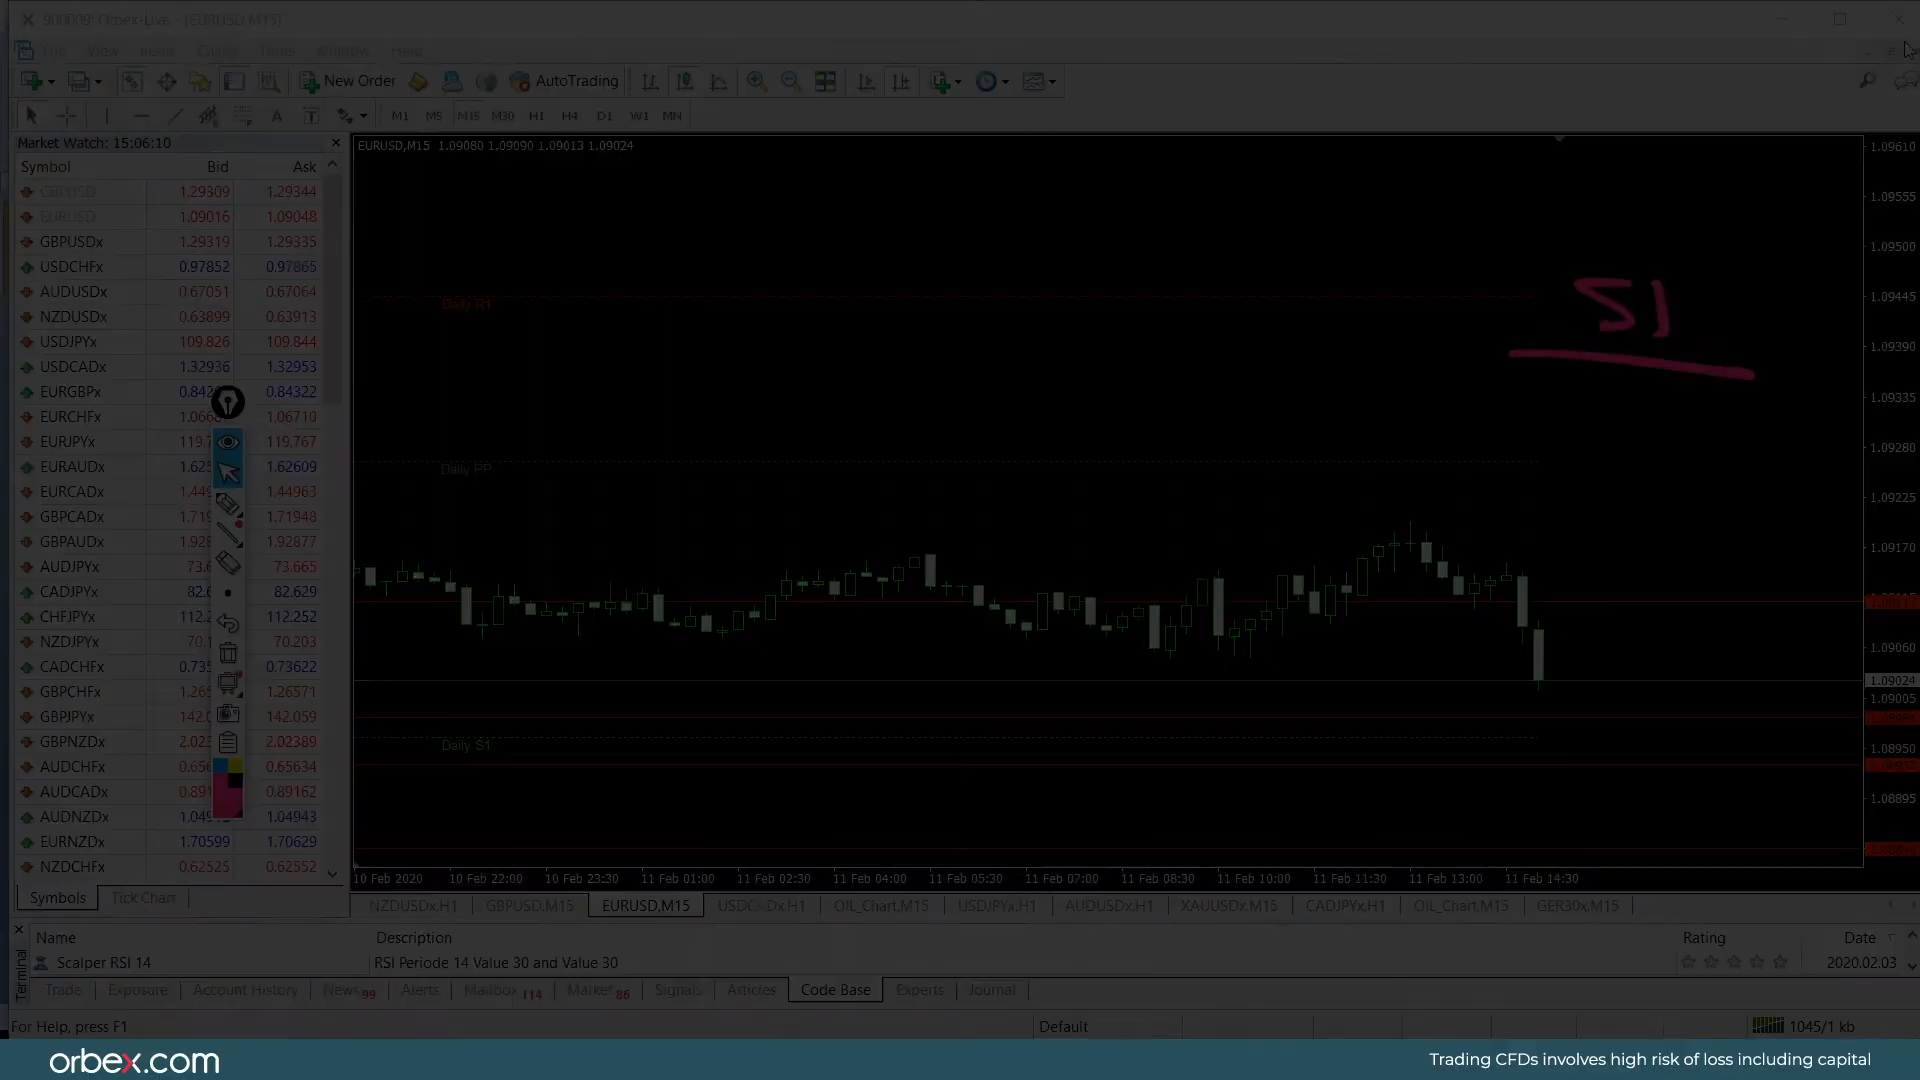 900009: Orbex-Live - [EURUSD,M15]
File View Insert Charts Tools Window Help
New Order AutoTrading
M1 M5 M15 M30 H1 H4 D1 W1 MN
Market Watch: 15:06:10
Symbol Bid Ask
GBPUSD 1.29309 1.29344
EURUSD 1.09016 1.09048
GBPUSDx 1.29319 1.29335
USDCHFx 0.97852 0.97865
AUDUSDx 0.67051 0.67064
NZDUSDx 0.63899 0.63913
USDJPYx 109.826 109.844
USDCADx 1.32936 1.32953
EURGBPx 0.84322
EURCHFx 1.06710
EURJPYx 119.767
EURAUDx 1.62609
EURCADx 1.44963
GBPCADx 1.71948
GBPAUDx 1.92877
AUDJPYx 73.665
CADJPYx 82.629
CHFJPYx 112.252
NZDJPYx 70.203
CADCHFx 0.73622
GBPCHFx 1.26571
GBPJPYx 142.059
GBPNZDx 2.02389
AUDCHFx 0.65634
AUDCADx 0.89162
AUDNZDx 1.04943
EURNZDx 1.70599 1.70629
NZDCHFx 0.62525 0.62552
Symbols Tick Chart
EURUSD,M15 1.09080 1.09090 1.09013 1.09024
Daily R1
Daily PP
Daily S1
S1
1.09610
1.09555
1.09500
1.09445
1.09390
1.09335
1.09280
1.09225
1.09170
1.09060
1.09024
1.09005
1.08950
1.08895
10 Feb 2020 10 Feb 22:00 10 Feb 23:30 11 Feb 01:00 11 Feb 02:30 11 Feb 04:00 11 Feb 05:30 11 Feb 07:00 11 Feb 08:30 11 Feb 10:00 11 Feb 11:30 11 Feb 13:00 11 Feb 14:30
NZDUSDx,H1 GBPUSD,M15 EURUSD,M15 USDCADx,H1 OIL_Chart,M15 USDJPYx,H1 AUDUSDx,H1 XAUUSDx,M15 CADJPYx,H1 OIL_Chart,M15 GER30x,M15
Name Description Rating Date
Scalper RSI 14 RSI Periode 14 Value 30 and Value 30 2020.02.03
Terminal
Trade Exposure Account History News 99 Alerts Mailbox 114 Market 86 Signals Articles Code Base Experts Journal
For Help, press F1 Default 1045/1 kb
orbex.com Trading CFDs involves high risk of loss including capital